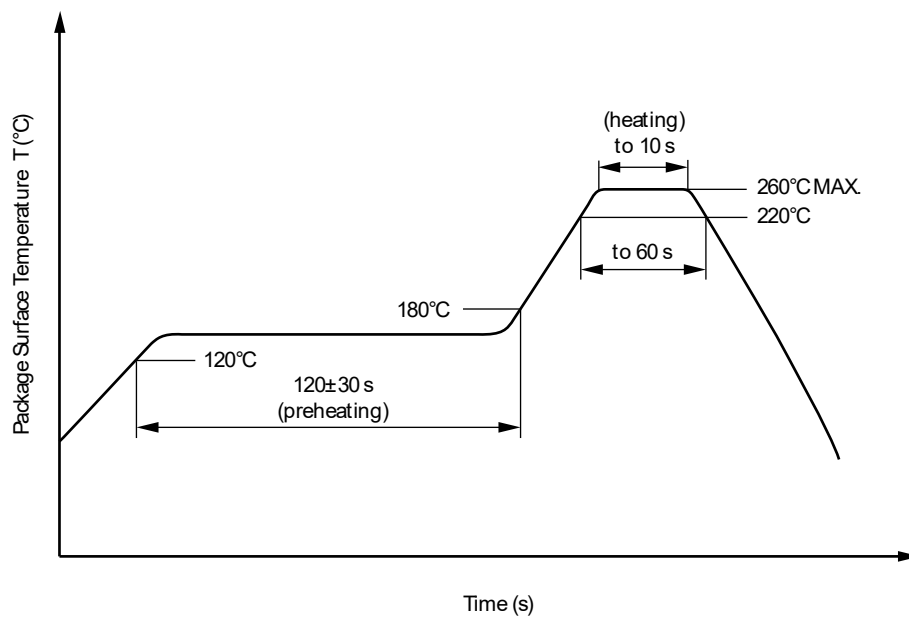 Package Surface Temperature T (°C)
(heating)
to 10 s
260°C MAX.
220°C
to 60 s
180°C
120°C
120±30 s
(preheating)
Time (s)